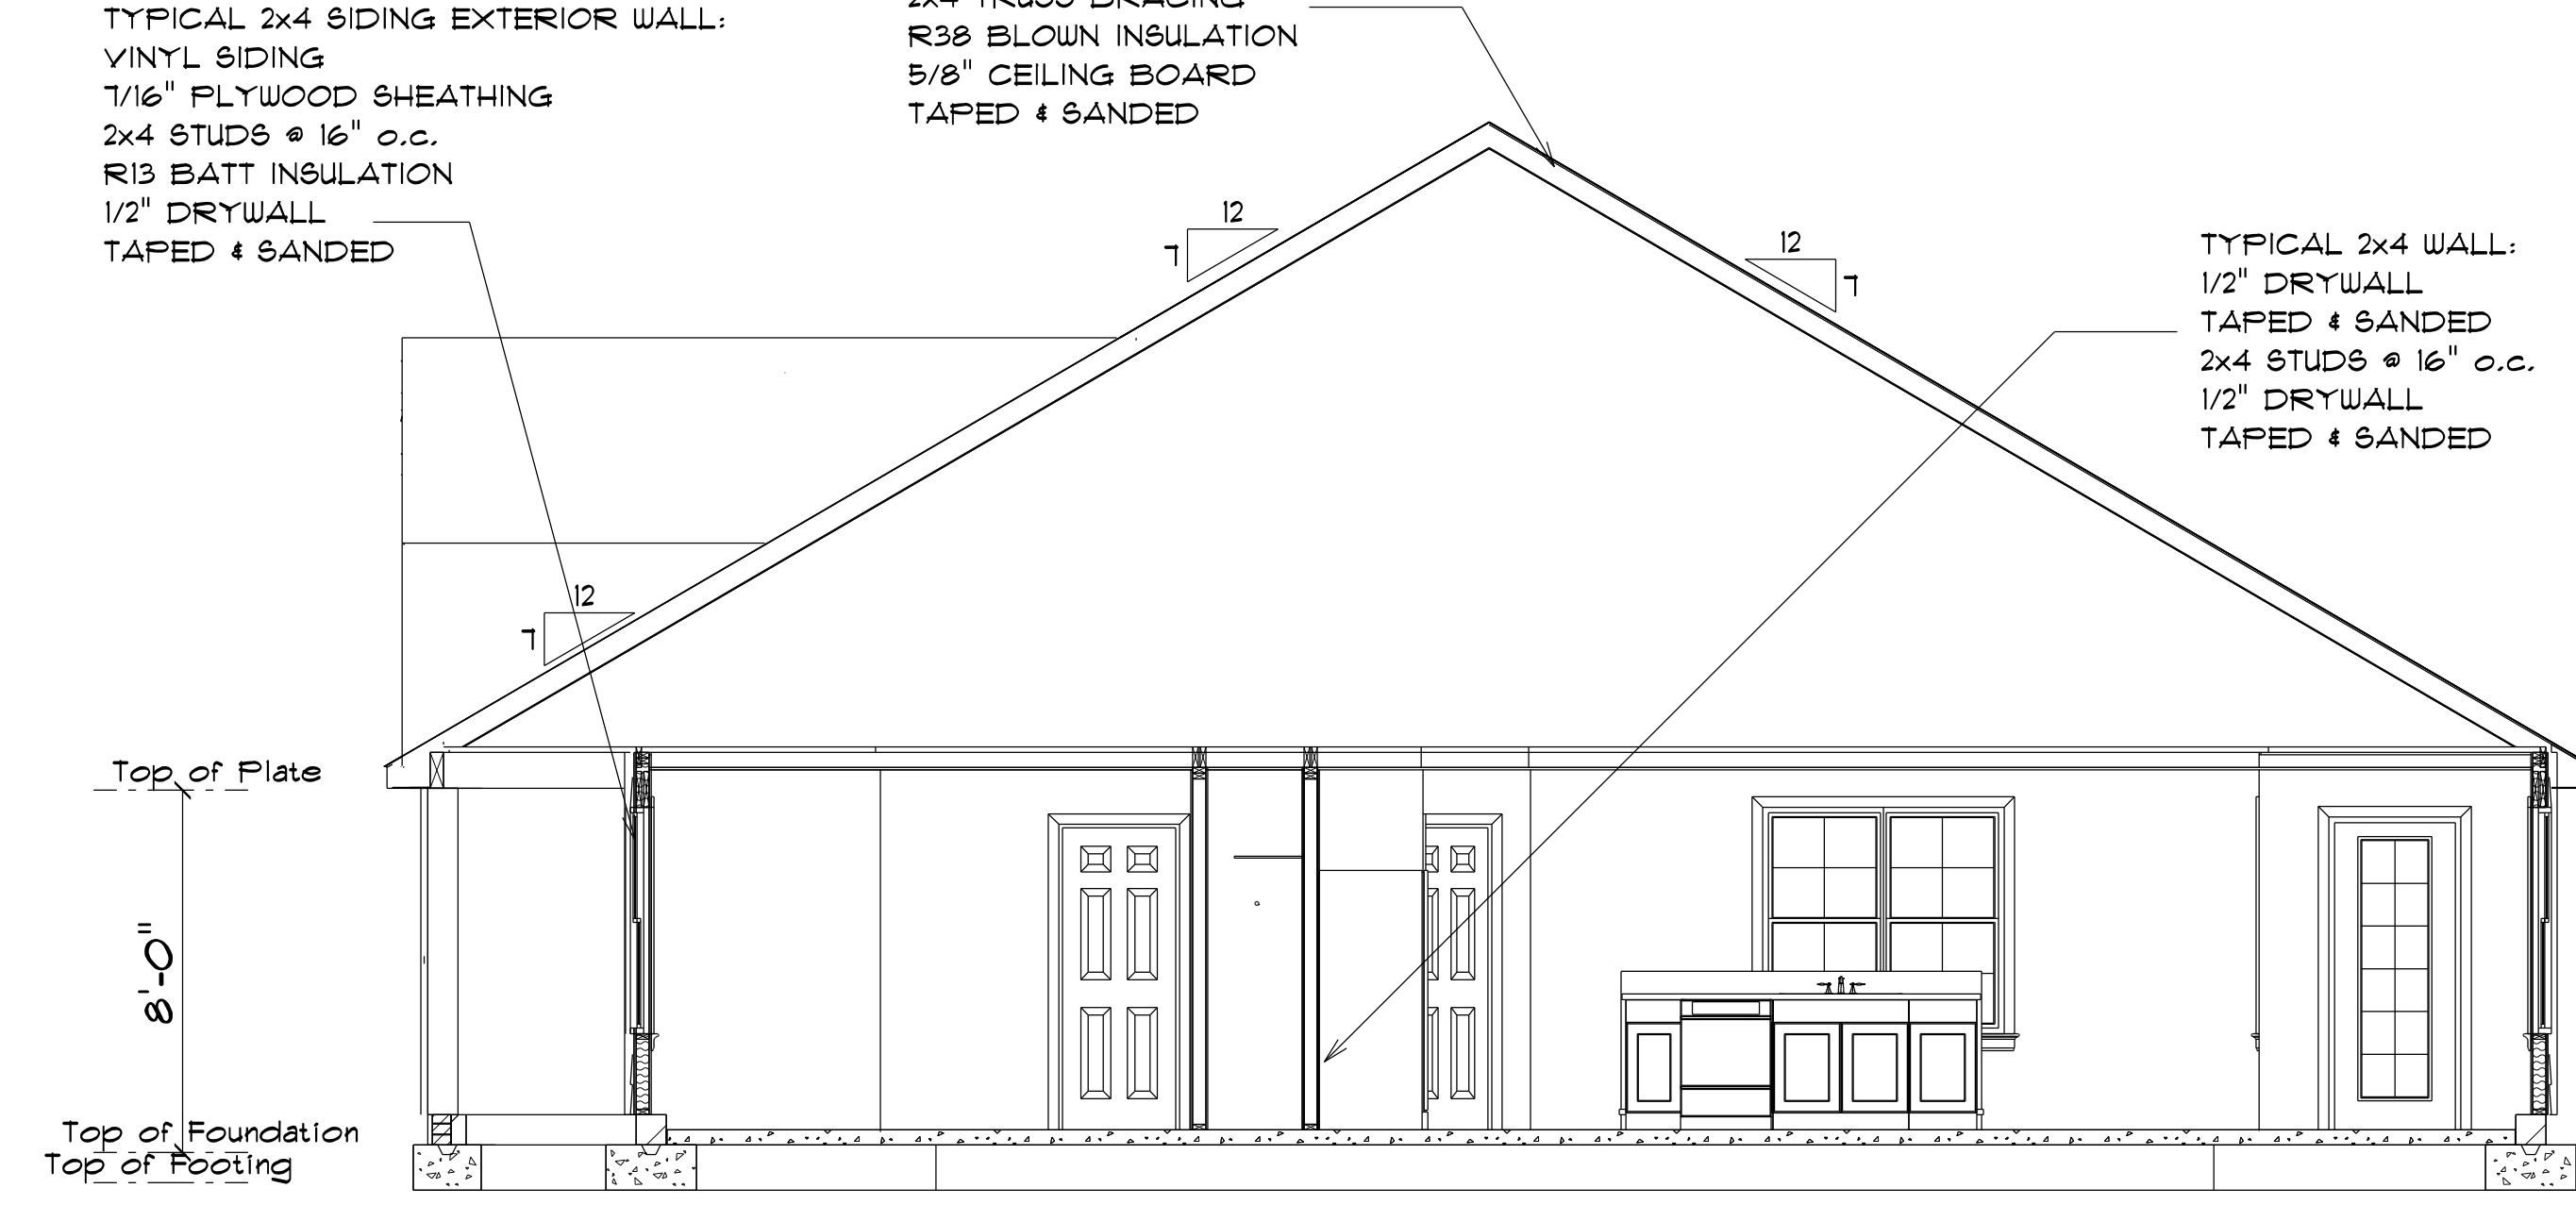 TYPICAL 2x4 SIDING EXTERIOR WALL:
VINYL SIDING
7/16" PLYWOOD SHEATHING
2x4 STUDS @ 16" o.c.
R13 BATT INSULATION
1/2" DRYWALL
TAPED & SANDED
2x4 TRUSS BRACING
R38 BLOWN INSULATION
5/8" CEILING BOARD
TAPED & SANDED
12
7
12
7
TYPICAL 2x4 WALL:
1/2" DRYWALL
TAPED & SANDED
2x4 STUDS @ 16" o.c.
1/2" DRYWALL
TAPED & SANDED
12
7
Top of Plate
8'-0"
Top of Foundation
Top of Footing